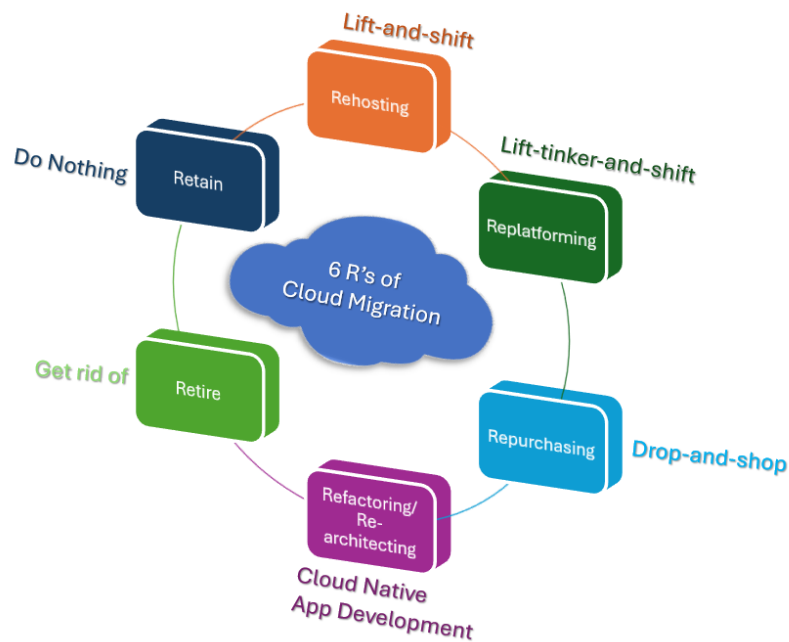 Lift-and-shift
Rehosting
Lift-tinker-and-shift
Replatforming
Do Nothing
Retain
6 R’s of
Cloud Migration
Get rid of
Retire
Repurchasing
Drop-and-shop
Refactoring/
Re-
architecting
Cloud Native
App Development